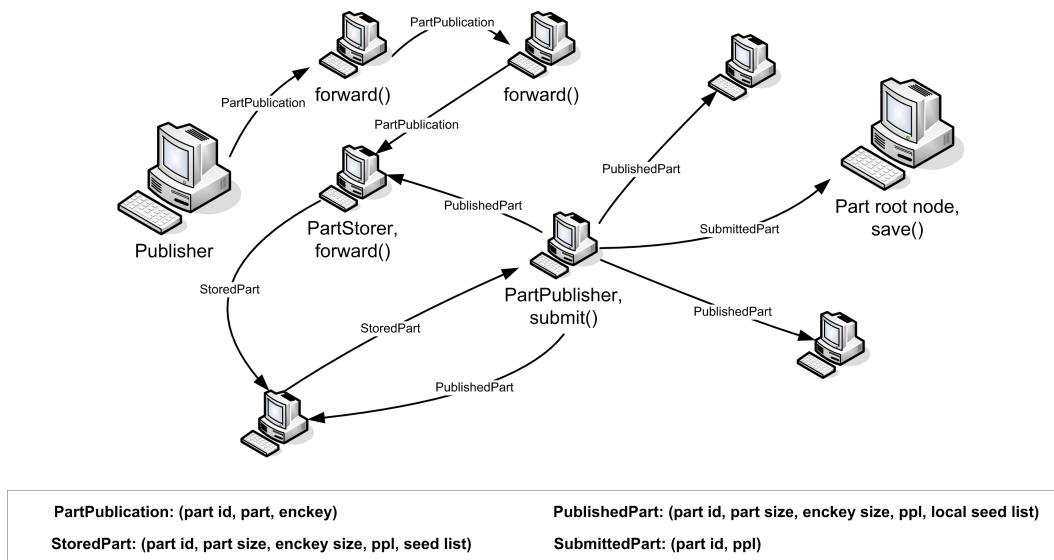 PartPublication
PartPublication
forward()
forward()
PartPublication
Publisher
PartStorer,
forward()
PublishedPart
PublishedPart
Part root node,
save()
SubmittedPart
StoredPart
StoredPart
PartPublisher,
submit()
PublishedPart
PublishedPart
PartPublication: (part id, part, enckey)
PublishedPart: (part id, part size, enckey size, ppl, local seed list)
StoredPart: (part id, part size, enckey size, ppl, seed list)
SubmittedPart: (part id, ppl)